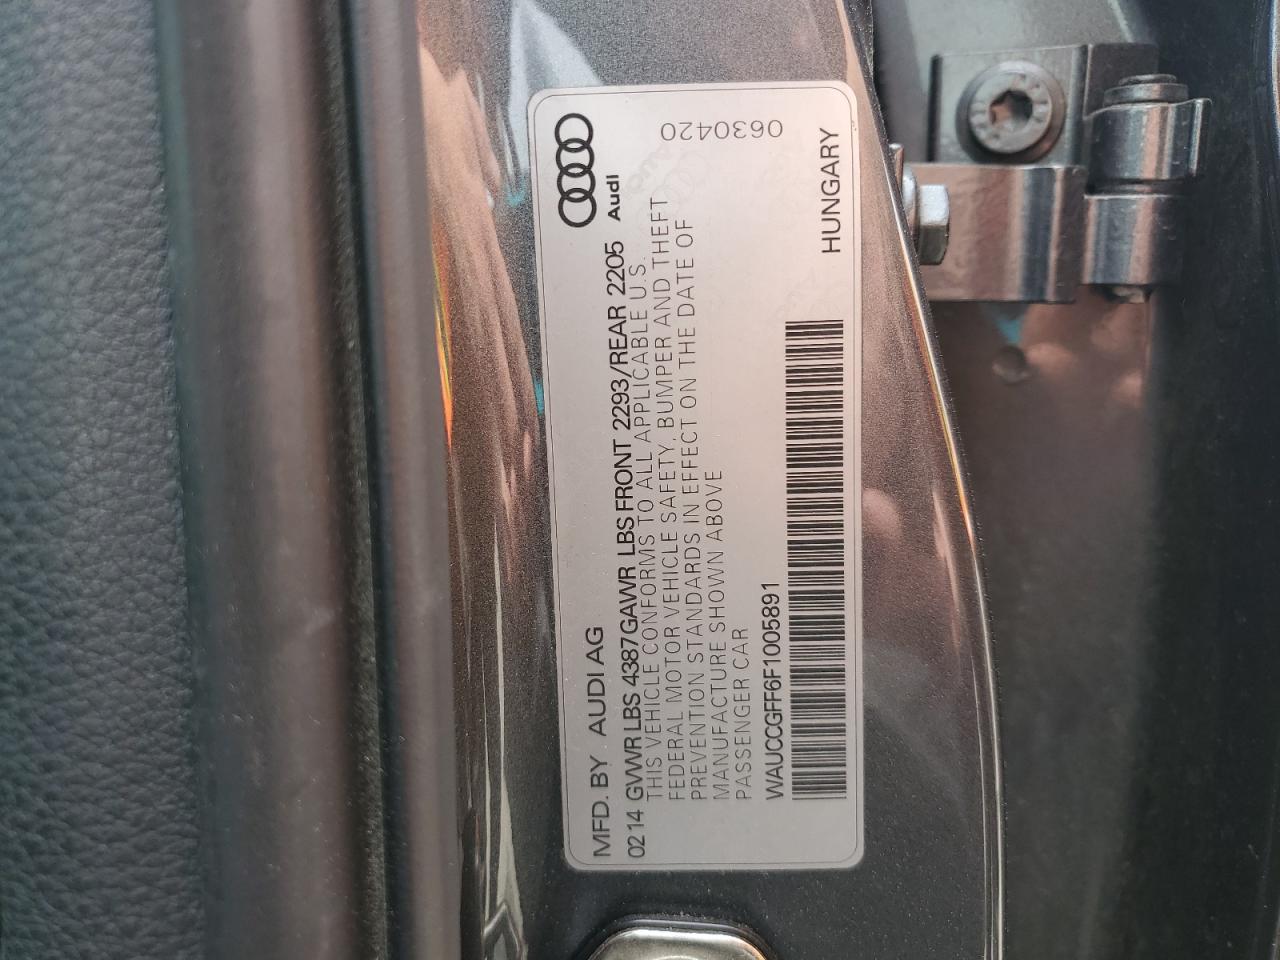 MFD. BY AUDI AG
Audi
0214 GVWR LBS 4387 GAWR LBS FRONT 2293/REAR 2205
THIS VEHICLE CONFORMS TO ALL APPLICABLE U.S.
FEDERAL MOTOR VEHICLE SAFETY, BUMPER AND THEFT
PREVENTION STANDARDS IN EFFECT ON THE DATE OF
MANUFACTURE SHOWN ABOVE
PASSENGER CAR
0630420
WAUCCGFF6F1005891
HUNGARY